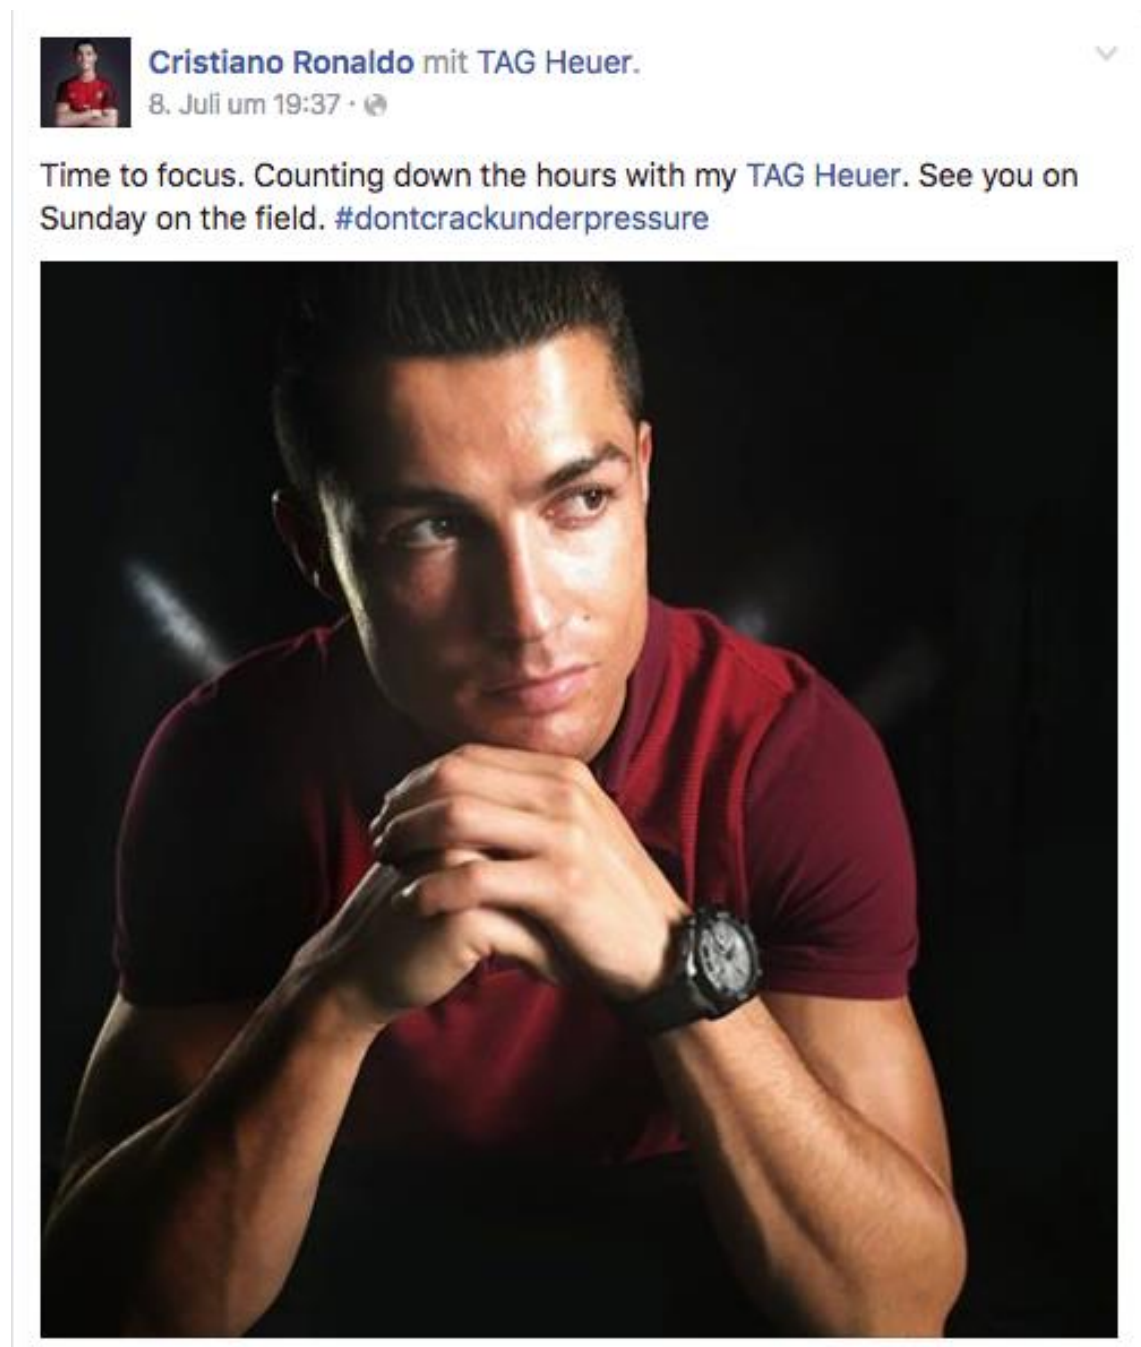 Cristiano Ronaldo mit TAG Heuer.
8. Juli um 19:37 ·
Time to focus. Counting down the hours with my TAG Heuer. See you on
Sunday on the field. #dontcrackunderpressure